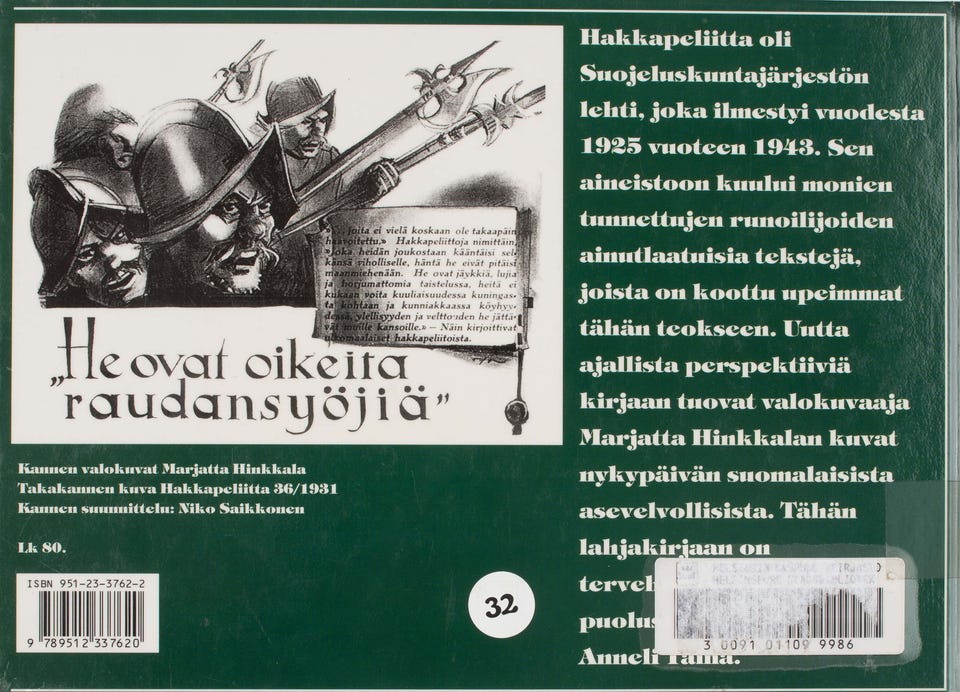 »... joita ei vielä koskaan ole takaapäin
haavoitettu.» Hakkapeliittoja nimittäin,
»joka heidän joukostaan kääntäisi sel-
känsä viholliselle, häntä he eivät pitäisi
maanmiehenään. He ovat jäykkiä, lujia
ja horjumattomia taistelussa, heitä ei
kukaan voita kuuliaisuudessa kuningas-
ta kohtaan ja kunniakkaassa köyhyy-
dessä, ylellisyyden ja velttouden he jättä-
vät muille kansoille.» — Näin kirjoittivat
ulkomaalaiset hakkapeliitoista.
„He ovat oikeita
raudansyöjiä”
Kannen valokuvat Marjatta Hinkkala
Takakannen kuva Hakkapeliitta 36/1931
Kannen suunnittelu: Niko Saikkonen
Lk 80.
ISBN 951-23-3762-2
9 789512 337620
32
Hakkapeliitta oli
Suojeluskuntajärjestön
lehti, joka ilmestyi vuodesta
1925 vuoteen 1943. Sen
aineistoon kuului monien
tunnettujen runoilijoiden
ainutlaatuisia tekstejä,
joista on koottu upeimmat
tähän teokseen. Uutta
ajallista perspektiiviä
kirjaan tuovat valokuvaaja
Marjatta Hinkkalan kuvat
nykypäivän suomalaisista
asevelvollisista. Tähän
lahjakirjaan on
Anneli
3 0091 01109 9986